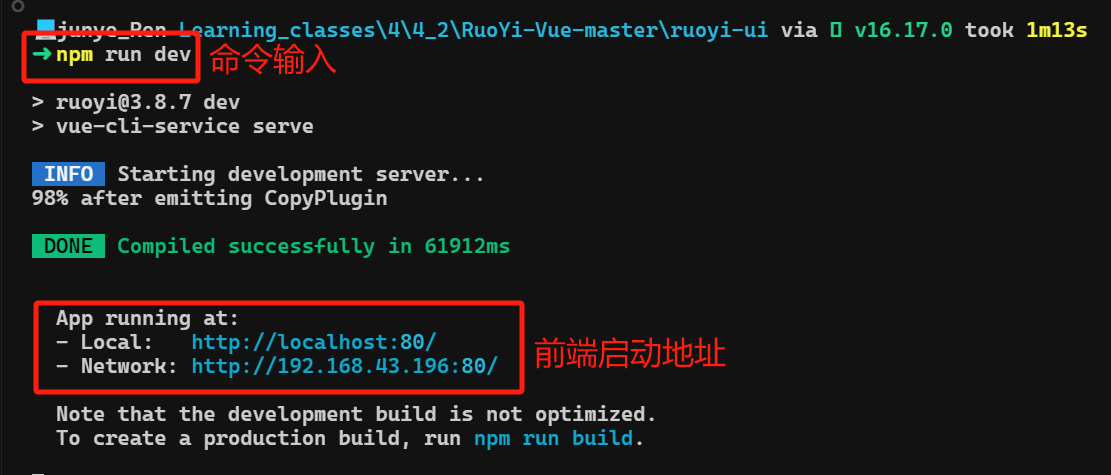 junye_Ren Learning_classes\4\4_2\RuoYi-Vue-master\ruoyi-ui via v16.17.0 took 1m13s
➜ npm run dev 命令输入
> ruoyi@3.8.7 dev
> vue-cli-service serve
INFO Starting development server...
98% after emitting CopyPlugin
DONE Compiled successfully in 61912ms
App running at:
- Local: http://localhost:80/
- Network: http://192.168.43.196:80/
前端启动地址
Note that the development build is not optimized.
To create a production build, run npm run build.